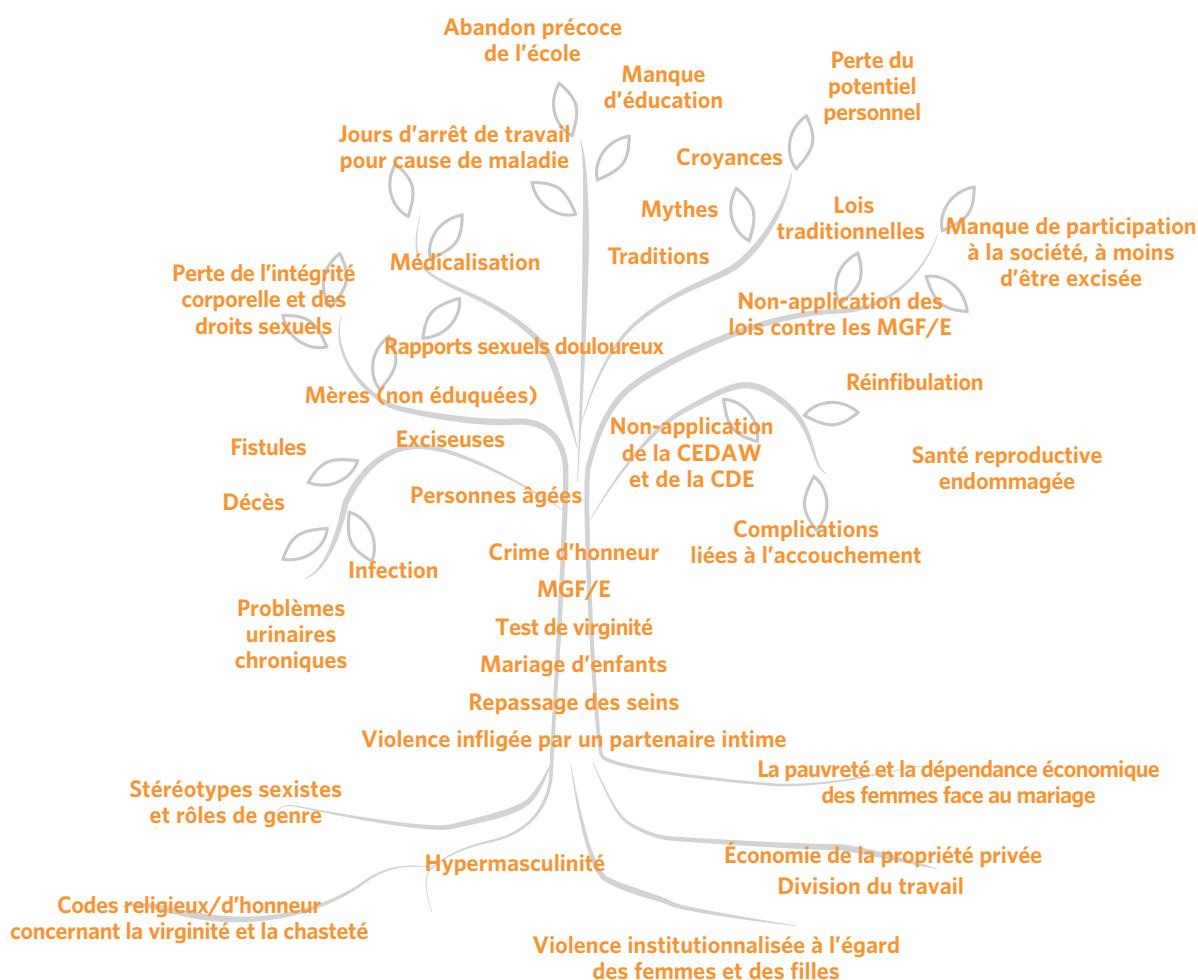 Abandon précoce
de l'école
Manque
d'éducation
Perte du
potentiel
personnel
Jours d'arrêt de travail
pour cause de maladie
Croyances
Mythes
Lois
traditionnelles
Manque de participation
à la société, à moins
d'être excisée
Traditions
Médicalisation
Perte de l'intégrité
corporelle et des
droits sexuels
Non-application des
lois contre les MGF/E
Rapports sexuels douloureux
Réinfibulation
Mères (non éduquées)
Exciseuses
Non-application
de la CEDAW
et de la CDE
Fistules
Santé reproductive
endommagée
Personnes âgées
Décès
Complications
liées à l'accouchement
Crime d'honneur
Infection
MGF/E
Problèmes
urinaires
chroniques
Test de virginité
Mariage d'enfants
Repassage des seins
Violence infligée par un partenaire intime
La pauvreté et la dépendance économique
des femmes face au mariage
Stéréotypes sexistes
et rôles de genre
Hypermasculinité
Économie de la propriété privée
Division du travail
Codes religieux/d'honneur
concernant la virginité et la chasteté
Violence institutionnalisée à l'égard
des femmes et des filles